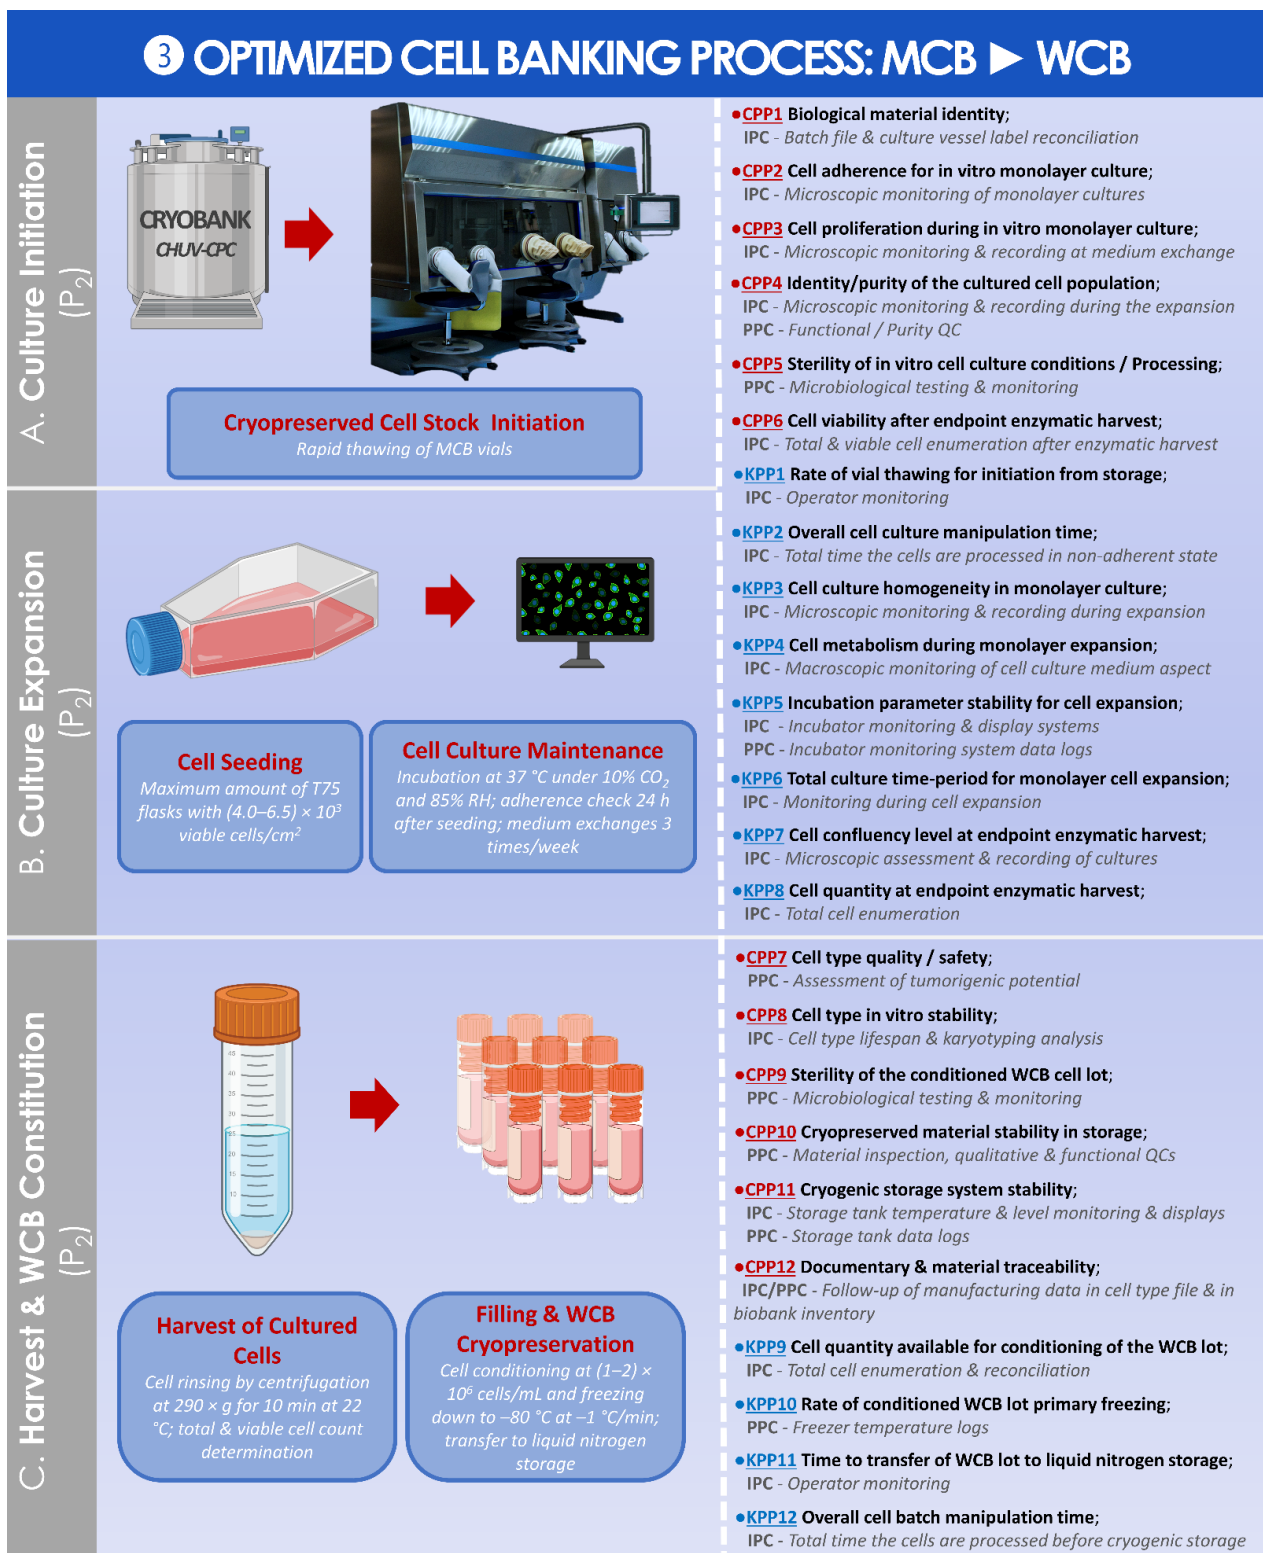 ❸ OPTIMIZED CELL BANKING PROCESS: MCB ► WCB
A. Culture Initiation
(P₂)
CRYOBANK
CHUV-CPC
Cryopreserved Cell Stock Initiation
Rapid thawing of MCB vials
●CPP1 Biological material identity;
IPC - Batch file & culture vessel label reconciliation
●CPP2 Cell adherence for in vitro monolayer culture;
IPC - Microscopic monitoring of monolayer cultures
●CPP3 Cell proliferation during in vitro monolayer culture;
IPC - Microscopic monitoring & recording at medium exchange
●CPP4 Identity/purity of the cultured cell population;
IPC - Microscopic monitoring & recording during the expansion
PPC - Functional / Purity QC
●CPP5 Sterility of in vitro cell culture conditions / Processing;
PPC - Microbiological testing & monitoring
●CPP6 Cell viability after endpoint enzymatic harvest;
IPC - Total & viable cell enumeration after enzymatic harvest
●KPP1 Rate of vial thawing for initiation from storage;
IPC - Operator monitoring
●KPP2 Overall cell culture manipulation time;
IPC - Total time the cells are processed in non-adherent state
●KPP3 Cell culture homogeneity in monolayer culture;
IPC - Microscopic monitoring & recording during expansion
●KPP4 Cell metabolism during monolayer expansion;
IPC - Macroscopic monitoring of cell culture medium aspect
●KPP5 Incubation parameter stability for cell expansion;
IPC - Incubator monitoring & display systems
PPC - Incubator monitoring system data logs
●KPP6 Total culture time-period for monolayer cell expansion;
IPC - Monitoring during cell expansion
●KPP7 Cell confluency level at endpoint enzymatic harvest;
IPC - Microscopic assessment & recording of cultures
●KPP8 Cell quantity at endpoint enzymatic harvest;
IPC - Total cell enumeration
B. Culture Expansion
(P₂)
Cell Seeding
Maximum amount of T75
flasks with (4.0–6.5) × 10³
viable cells/cm²
Cell Culture Maintenance
Incubation at 37 °C under 10% CO₂
and 85% RH; adherence check 24 h
after seeding; medium exchanges 3
times/week
C. Harvest & WCB Constitution
(P₂)
45
40
35
30
25
20
15
10
Harvest of Cultured
Cells
Cell rinsing by centrifugation
at 290 × g for 10 min at 22
°C; total & viable cell count
determination
Filling & WCB
Cryopreservation
Cell conditioning at (1–2) ×
10⁶ cells/mL and freezing
down to –80 °C at –1 °C/min;
transfer to liquid nitrogen
storage
●CPP7 Cell type quality / safety;
PPC - Assessment of tumorigenic potential
●CPP8 Cell type in vitro stability;
IPC - Cell type lifespan & karyotyping analysis
●CPP9 Sterility of the conditioned WCB cell lot;
PPC - Microbiological testing & monitoring
●CPP10 Cryopreserved material stability in storage;
PPC - Material inspection, qualitative & functional QCs
●CPP11 Cryogenic storage system stability;
IPC - Storage tank temperature & level monitoring & displays
PPC - Storage tank data logs
●CPP12 Documentary & material traceability;
IPC/PPC - Follow-up of manufacturing data in cell type file & in
biobank inventory
●KPP9 Cell quantity available for conditioning of the WCB lot;
IPC - Total cell enumeration & reconciliation
●KPP10 Rate of conditioned WCB lot primary freezing;
PPC - Freezer temperature logs
●KPP11 Time to transfer of WCB lot to liquid nitrogen storage;
IPC - Operator monitoring
●KPP12 Overall cell batch manipulation time;
IPC - Total time the cells are processed before cryogenic storage